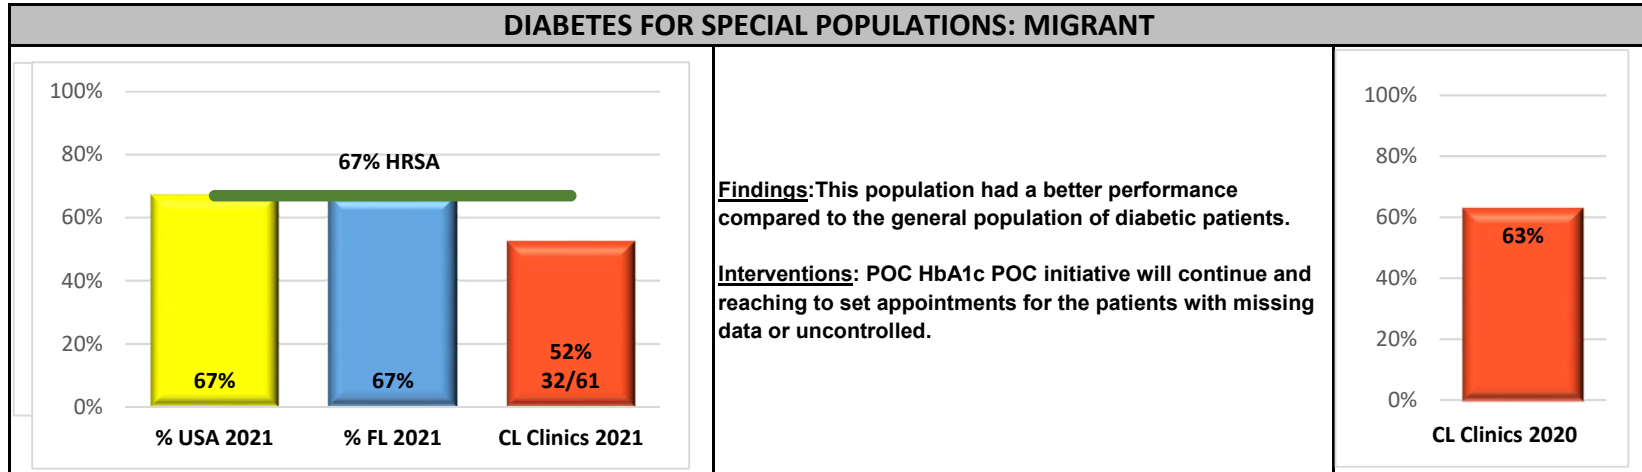 DIABETES FOR SPECIAL POPULATIONS: MIGRANT
100%
80%
60%
40%
20%
0%
67% HRSA
67%
67%
52%
32/61
% USA 2021
% FL 2021
CL Clinics 2021
Findings:This population had a better performance
compared to the general population of diabetic patients.
Interventions: POC HbA1c POC initiative will continue and
reaching to set appointments for the patients with missing
data or uncontrolled.
100%
80%
60%
40%
20%
0%
63%
CL Clinics 2020